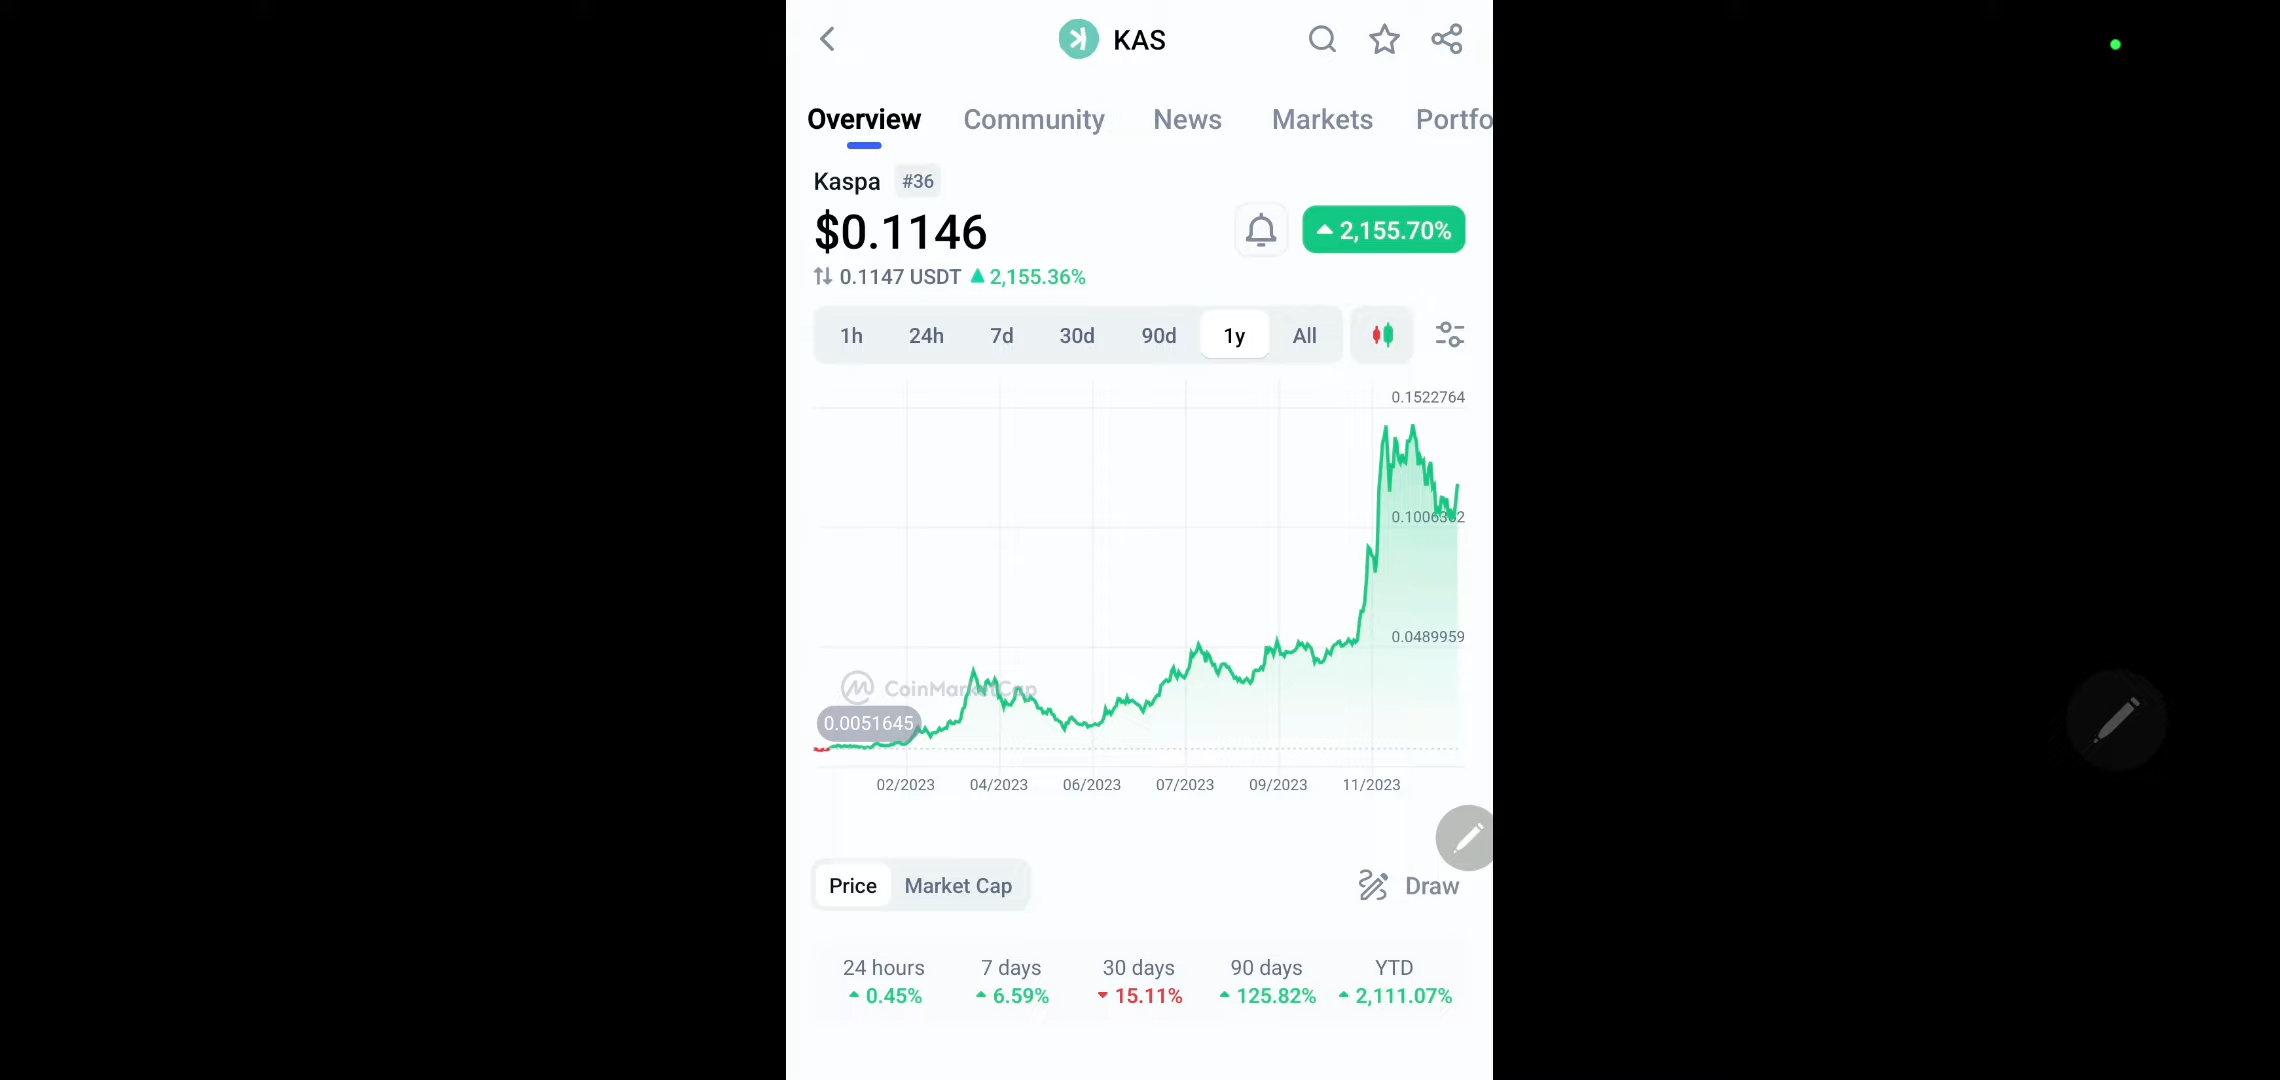 KAS
Overview Community News Markets Portfo
Kaspa #36
$0.1146
2,155.70%
0.1147 USDT 2,155.36%
1h 24h 7d 30d 90d 1y All
0.1522764
0.1006362
0.0489959
CoinMarketCap
0.0051645
02/2023 04/2023 06/2023 07/2023 09/2023 11/2023
Price Market Cap Draw
24 hours 7 days 30 days 90 days YTD
0.45% 6.59% 15.11% 125.82% 2,111.07%